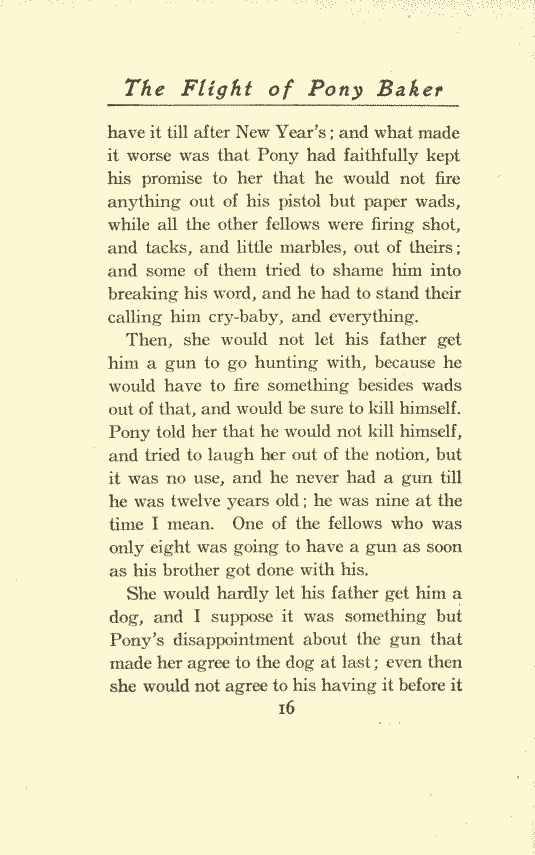 The Flight of Pony Baker
have it till after New Year's; and what made
it worse was that Pony had faithfully kept
his promise to her that he would not fire
anything out of his pistol but paper wads,
while all the other fellows were firing shot,
and tacks, and little marbles, out of theirs;
and some of them tried to shame him into
breaking his word, and he had to stand their
calling him cry-baby, and everything.
Then, she would not let his father get
him a gun to go hunting with, because he
would have to fire something besides wads
out of that, and would be sure to kill himself.
Pony told her that he would not kill himself,
and tried to laugh her out of the notion, but
it was no use, and he never had a gun till
he was twelve years old; he was nine at the
time I mean. One of the fellows who was
only eight was going to have a gun as soon
as his brother got done with his.
She would hardly let his father get him a
dog, and I suppose it was something but
Pony's disappointment about the gun that
made her agree to the dog at last; even then
she would not agree to his having it before it
16